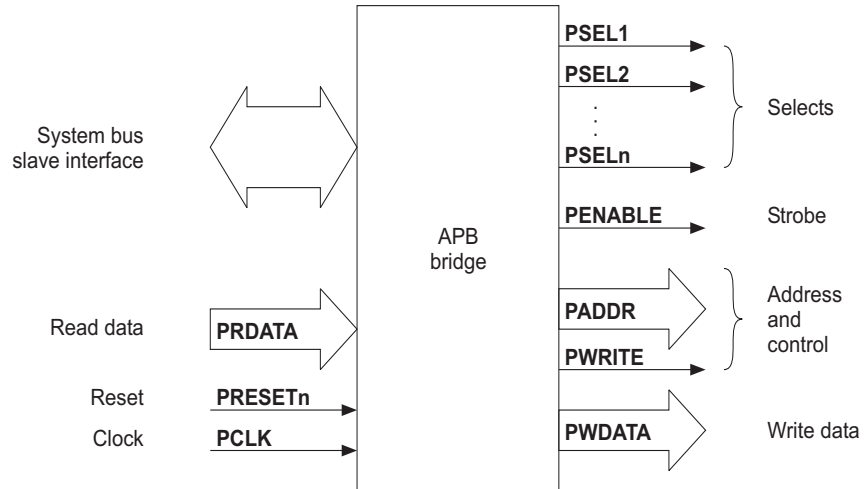 System bus
slave interface
Read data
PRDATA
Reset
PRESETn
Clock
PCLK
APB
bridge
PSEL1
PSEL2
PSELn
Selects
PENABLE
Strobe
PADDR
PWRITE
Address
and
control
PWDATA
Write data